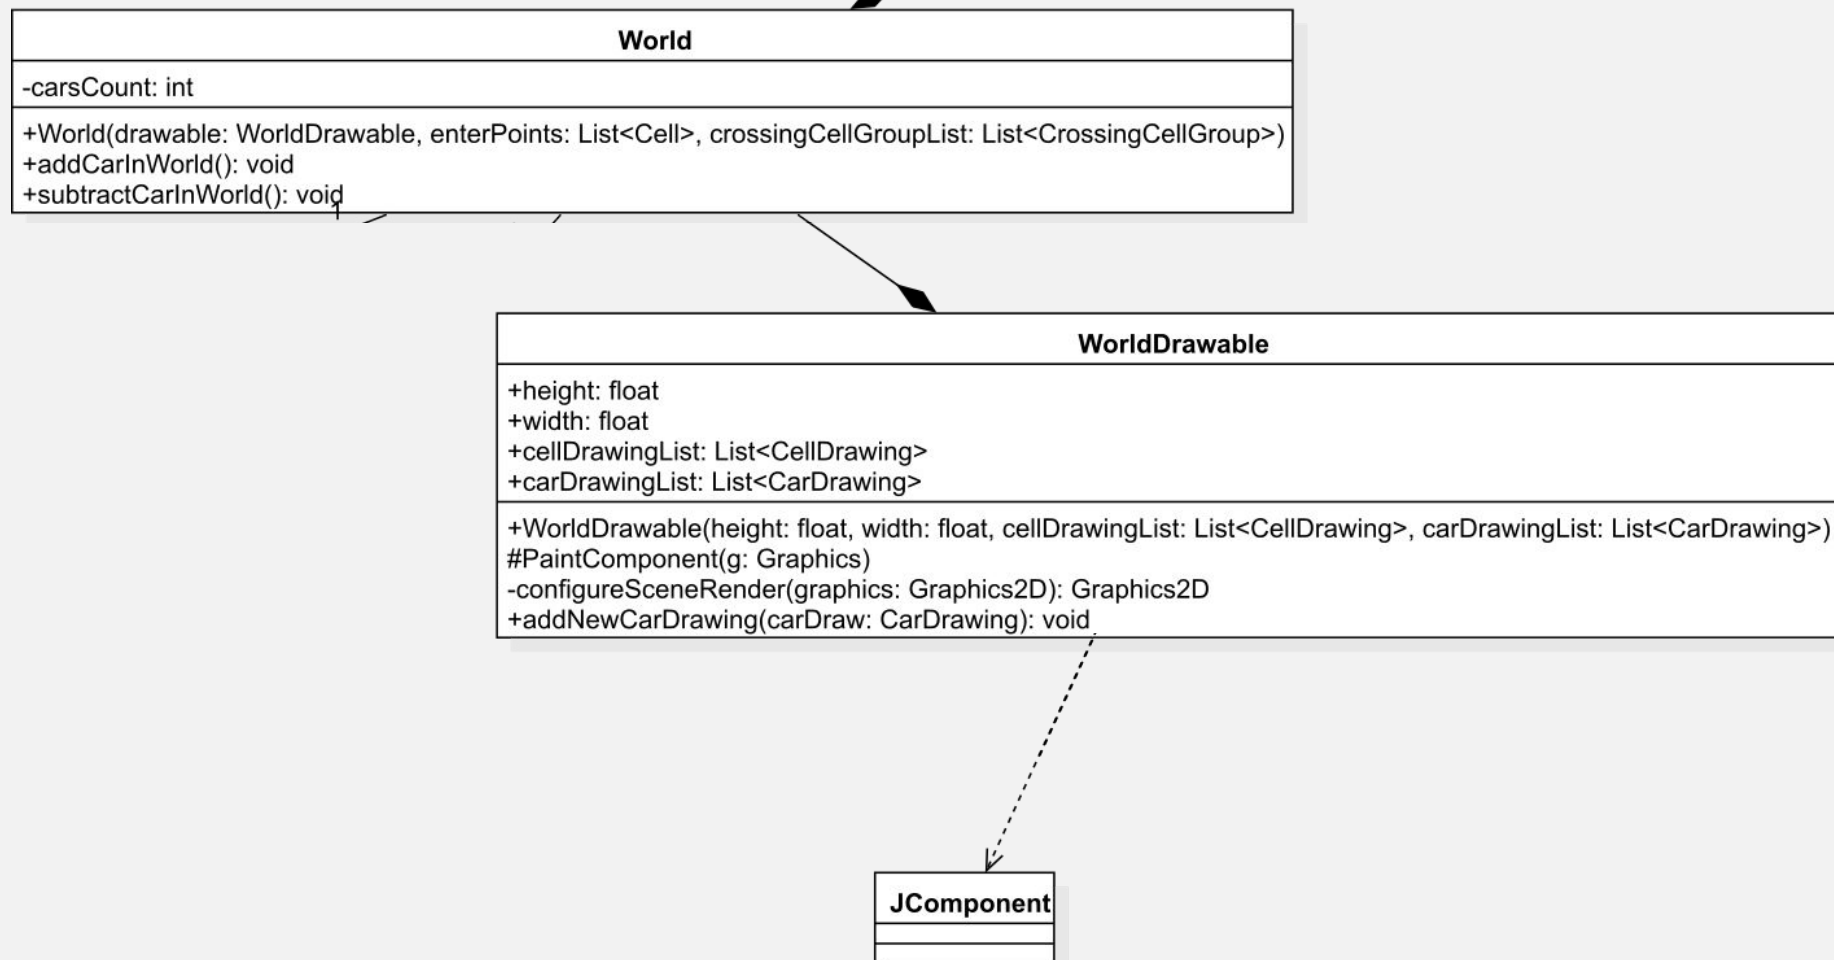 World
-carsCount: int
+World(drawable: WorldDrawable, enterPoints: List<Cell>, crossingCellGroupList: List<CrossingCellGroup>)
+addCarInWorld(): void
+subtractCarInWorld(): void
1
WorldDrawable
+height: float
+width: float
+cellDrawingList: List<CellDrawing>
+carDrawingList: List<CarDrawing>
+WorldDrawable(height: float, width: float, cellDrawingList: List<CellDrawing>, carDrawingList: List<CarDrawing>)
#PaintComponent(g: Graphics)
-configureSceneRender(graphics: Graphics2D): Graphics2D
+addNewCarDrawing(carDraw: CarDrawing): void
JComponent